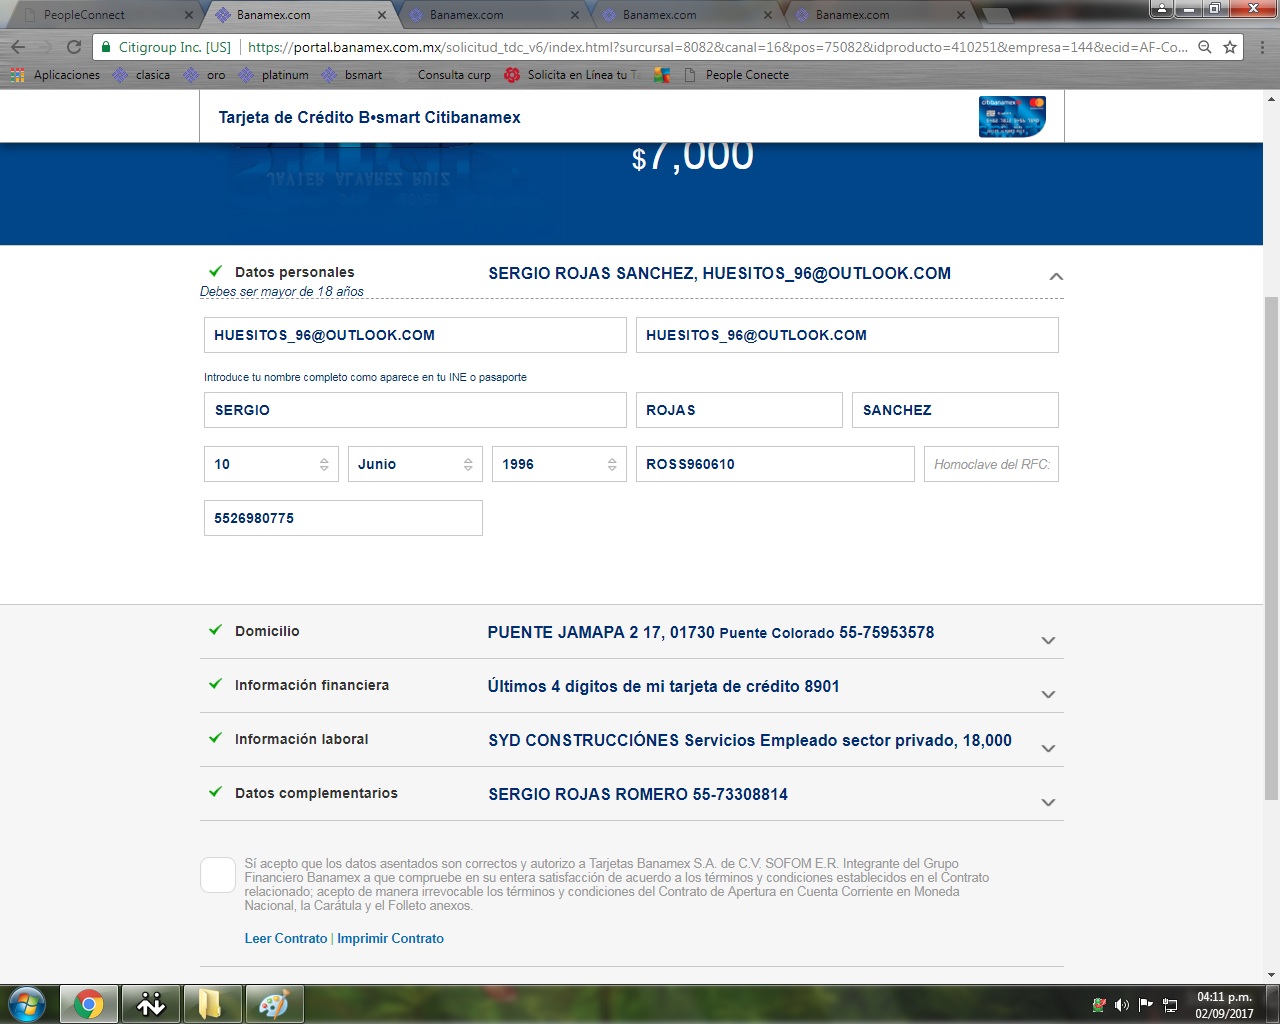 PeopleConnect
Banamex.com
Banamex.com
Banamex.com
Banamex.com
Citigroup Inc. [US]
https://portal.banamex.com.mx/solicitud_tdc_v6/index.html?surcursal=8082&canal=16&pos=75082&idproducto=410251&empresa=144&ecid=AF-Co...
Aplicaciones
clasica
oro
platinum
bsmart
Consulta curp
Solicita en Línea tu T
People Conecte
Tarjeta de Crédito B•smart Citibanamex
citibanamex
$7,000
JAVIER ALVAREZ RUIZ
Datos personales
SERGIO ROJAS SANCHEZ, HUESITOS_96@OUTLOOK.COM
Debes ser mayor de 18 años
HUESITOS_96@OUTLOOK.COM
HUESITOS_96@OUTLOOK.COM
Introduce tu nombre completo como aparece en tu INE o pasaporte
SERGIO
ROJAS
SANCHEZ
10
Junio
1996
ROSS960610
Homoclave del RFC:
5526980775
Domicilio
PUENTE JAMAPA 2 17, 01730 Puente Colorado 55-75953578
Información financiera
Últimos 4 dígitos de mi tarjeta de crédito 8901
Información laboral
SYD CONSTRUCCIÓNES Servicios Empleado sector privado, 18,000
Datos complementarios
SERGIO ROJAS ROMERO 55-73308814
Sí acepto que los datos asentados son correctos y autorizo a Tarjetas Banamex S.A. de C.V. SOFOM E.R. Integrante del Grupo
Financiero Banamex a que compruebe en su entera satisfacción de acuerdo a los términos y condiciones establecidos en el Contrato
relacionado; acepto de manera irrevocable los términos y condiciones del Contrato de Apertura en Cuenta Corriente en Moneda
Nacional, la Carátula y el Folleto anexos.
Leer Contrato | Imprimir Contrato
04:11 p.m.
02/09/2017